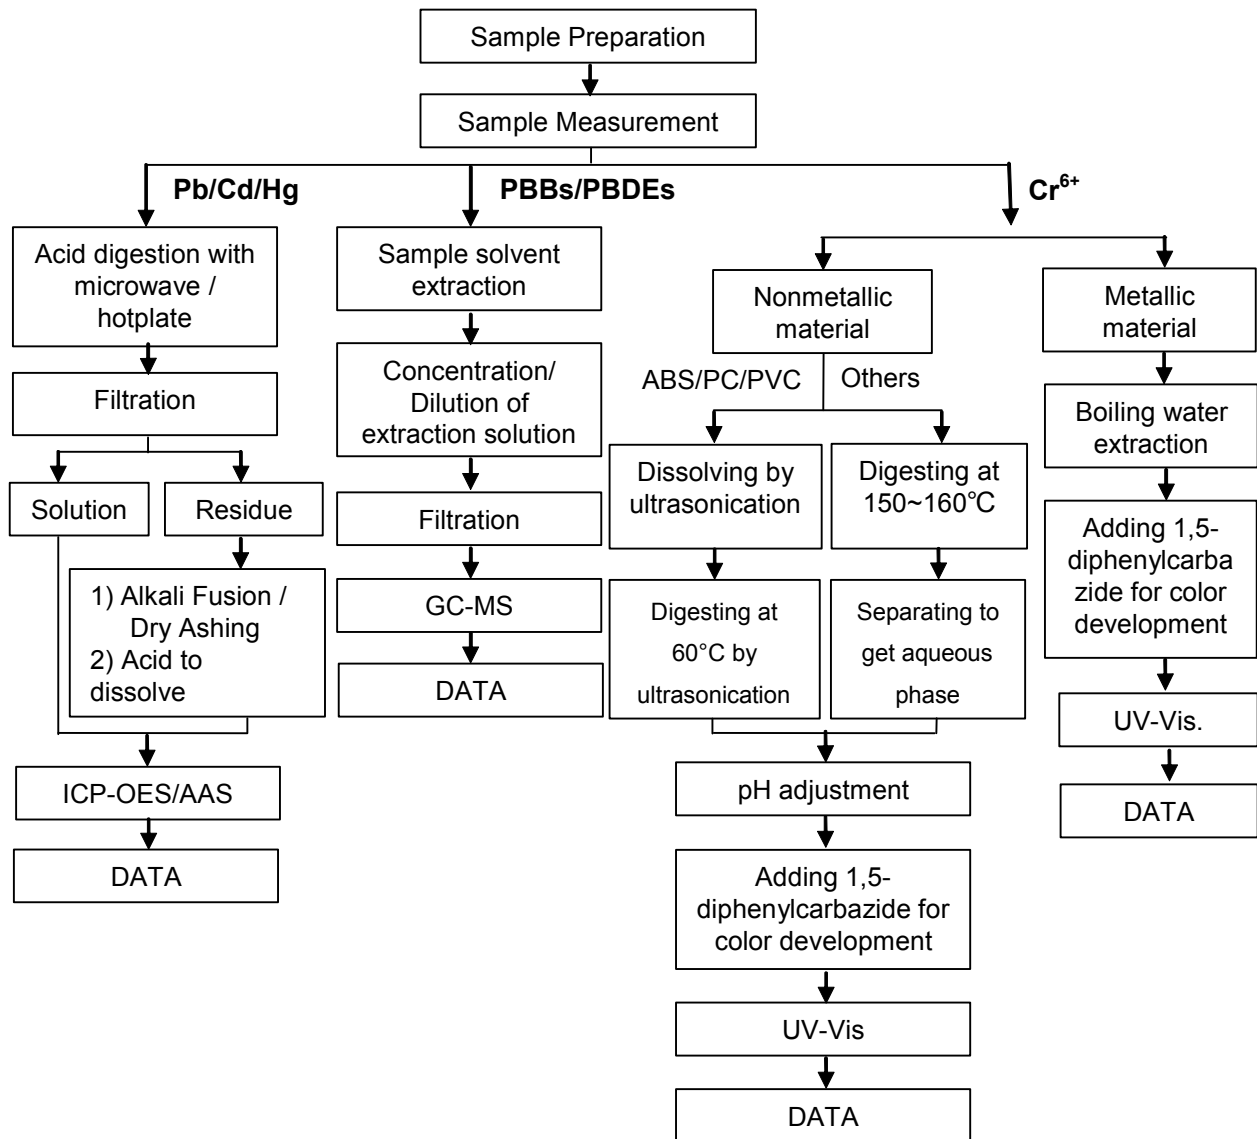 Sample Preparation
Sample Measurement
Pb/Cd/Hg
PBBs/PBDEs
Cr⁶⁺
Acid digestion with
microwave /
hotplate
Filtration
Solution
Residue
1) Alkali Fusion /
Dry Ashing
2) Acid to
dissolve
ICP-OES/AAS
DATA
Sample solvent
extraction
Concentration/
Dilution of
extraction solution
Filtration
GC-MS
DATA
Nonmetallic
material
ABS/PC/PVC
Others
Dissolving by
ultrasonication
Digesting at
60°C by
ultrasonication
Digesting at
150~160℃
Separating to
get aqueous
phase
pH adjustment
Adding 1,5-
diphenylcarbazide for
color development
UV-Vis
DATA
Metallic
material
Boiling water
extraction
Adding 1,5-
diphenylcarba
zide for color
development
UV-Vis.
DATA